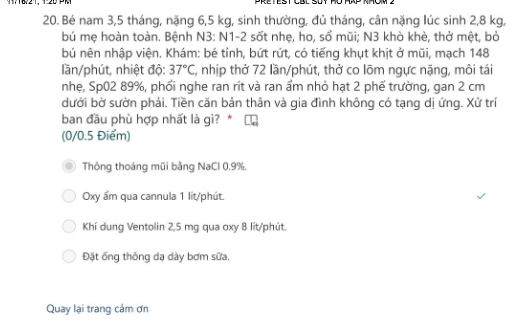 11/16/21, 1:20 PM PRETEST CBL SUY HÔ HẤP NHÓM 2
20. Bé nam 3,5 tháng, nặng 6,5 kg, sinh thường, đủ tháng, cân nặng lúc sinh 2,8 kg,
bú mẹ hoàn toàn. Bệnh N3: N1-2 sốt nhẹ, ho, sổ mũi; N3 khò khè, thở mệt, bỏ
bú nên nhập viện. Khám: bé tỉnh, bứt rứt, có tiếng khụt khịt ở mũi, mạch 148
lần/phút, nhiệt độ: 37°C, nhịp thở 72 lần/phút, thở co lõm ngực nặng, môi tái
nhẹ, Sp02 89%, phổi nghe ran rít và ran ẩm nhỏ hạt 2 phế trường, gan 2 cm
dưới bờ sườn phải. Tiền căn bản thân và gia đình không có tạng dị ứng. Xử trí
ban đầu phù hợp nhất là gì? *
(0/0.5 Điểm)
Thông thoáng mũi bằng NaCl 0.9%.
Oxy ẩm qua cannula 1 lít/phút.
Khí dung Ventolin 2,5 mg qua oxy 8 lít/phút.
Đặt ống thông dạ dày bơm sữa.
Quay lại trang cảm ơn